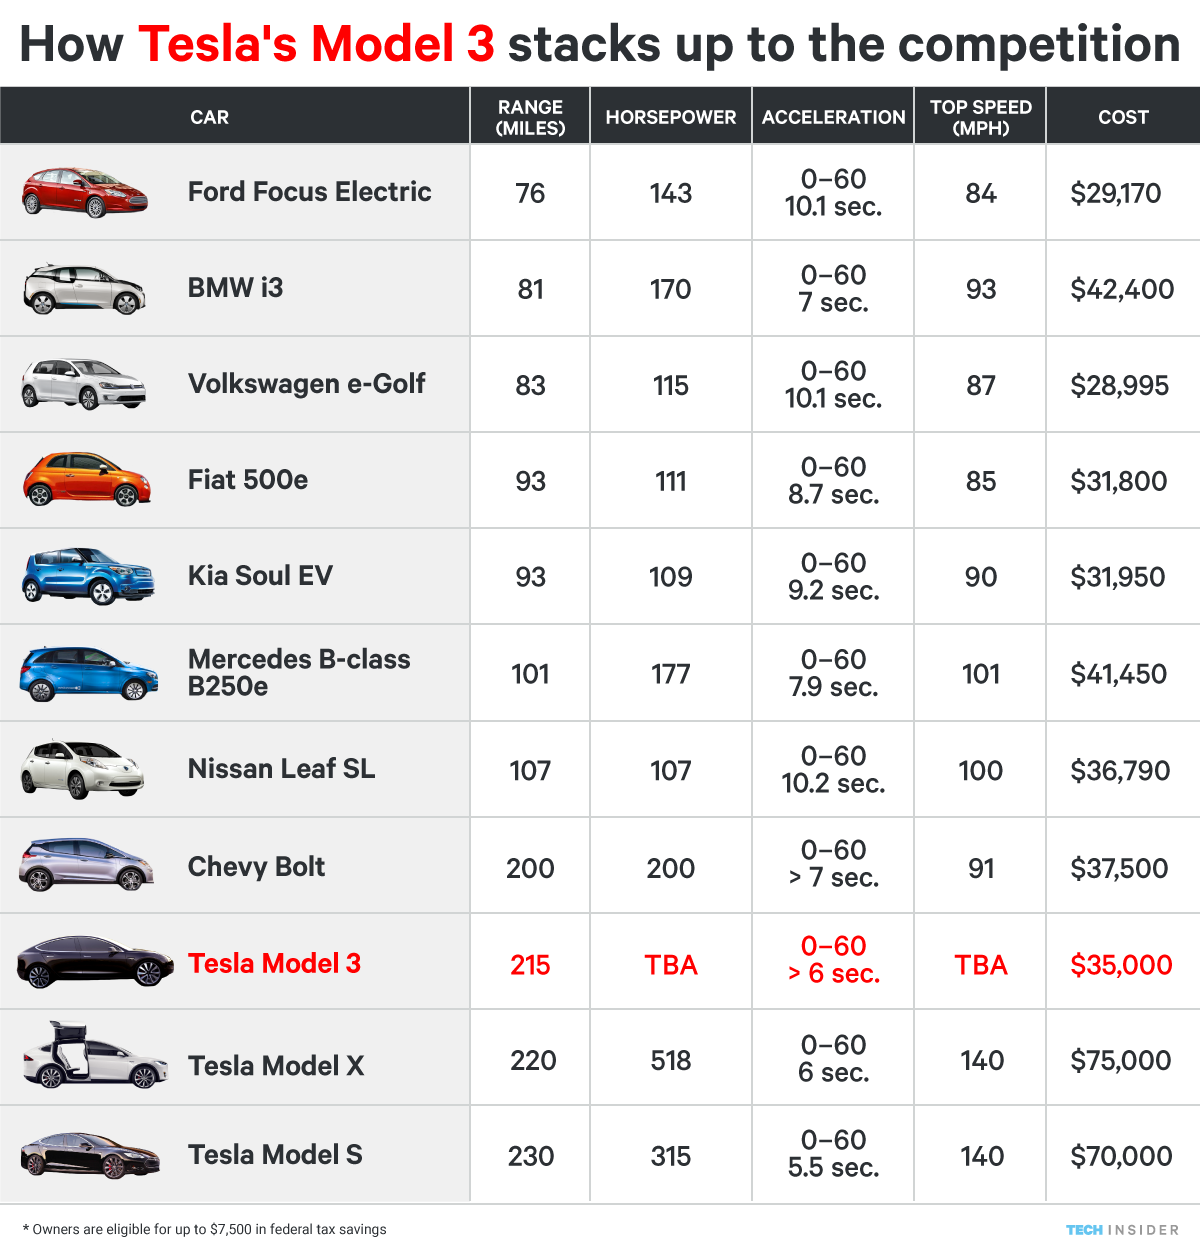 How Tesla's Model 3 stacks up to the competition
CAR
RANGE
(MILES)
HORSEPOWER
ACCELERATION
TOP SPEED
(MPH)
COST
Ford Focus Electric
76
143
0–60
10.1 sec.
84
$29,170
BMW i3
81
170
0–60
7 sec.
93
$42,400
Volkswagen e-Golf
83
115
0–60
10.1 sec.
87
$28,995
Fiat 500e
93
111
0–60
8.7 sec.
85
$31,800
Kia Soul EV
93
109
0–60
9.2 sec.
90
$31,950
Mercedes B-class
B250e
101
177
0–60
7.9 sec.
101
$41,450
Nissan Leaf SL
107
107
0–60
10.2 sec.
100
$36,790
Chevy Bolt
200
200
0–60
> 7 sec.
91
$37,500
Tesla Model 3
215
TBA
0–60
> 6 sec.
TBA
$35,000
Tesla Model X
220
518
0–60
6 sec.
140
$75,000
Tesla Model S
230
315
0–60
5.5 sec.
140
$70,000
* Owners are eligible for up to $7,500 in federal tax savings
TECH INSIDER